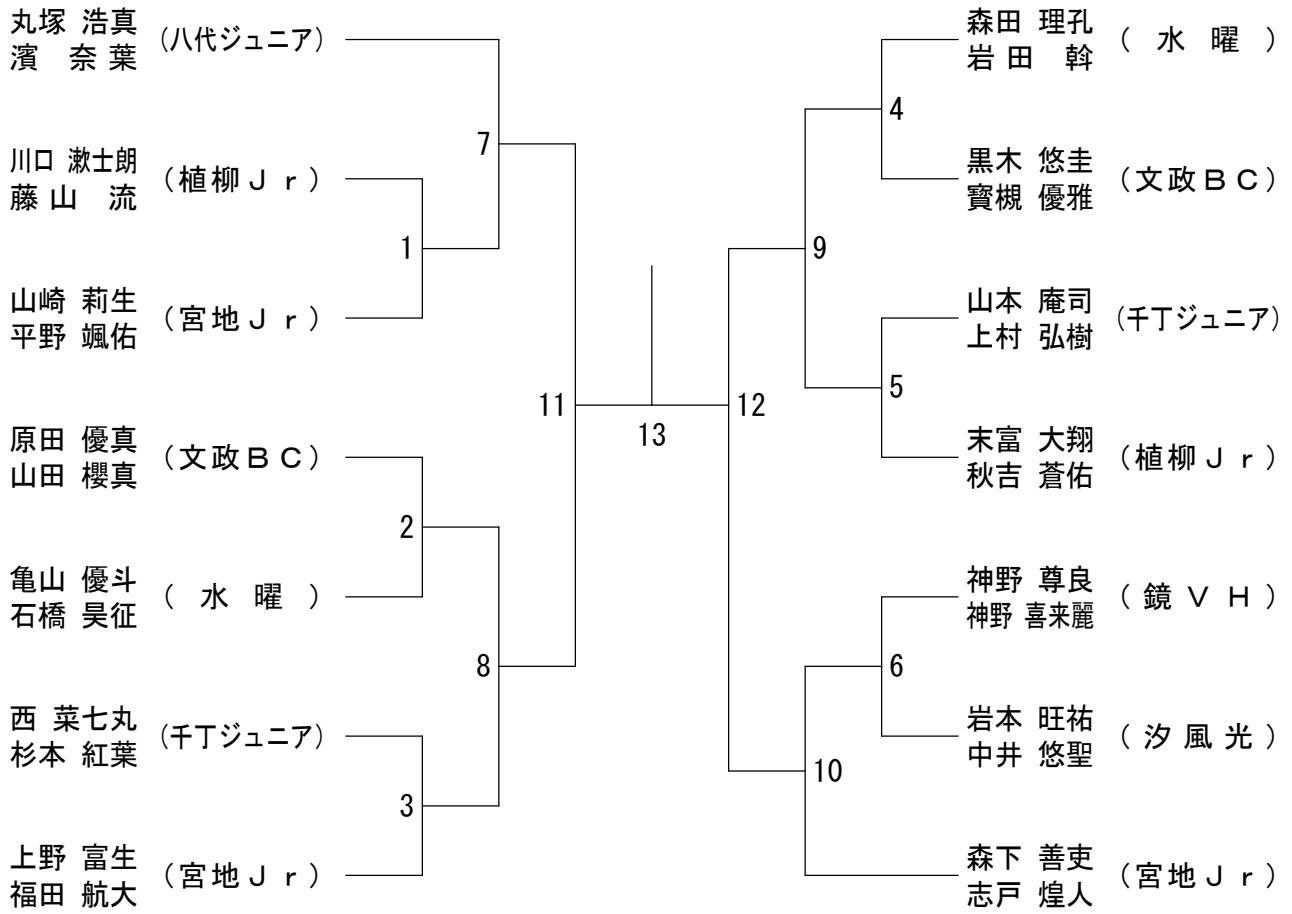 丸塚 浩真
濱 奈葉
(八代ジュニア)
川口 漱士朗
藤山 流
(植柳Jr)
山崎 莉生
平野 颯佑
(宮地Jr)
原田 優真
山田 櫻真
(文政BC)
亀山 優斗
石橋 昊征
(水曜)
西 菜七丸
杉本 紅葉
(千丁ジュニア)
上野 富生
福田 航大
(宮地Jr)
7
1
11
2
8
3
13
森田 理孔
岩田 斡
(水曜)
黒木 悠圭
寳槻 優雅
(文政BC)
山本 庵司
上村 弘樹
(千丁ジュニア)
末富 大翔
秋吉 蒼佑
(植柳Jr)
神野 尊良
神野 喜来麗
(鏡VH)
岩本 旺祐
中井 悠聖
(汐風光)
森下 善吏
志戸 煌人
(宮地Jr)
4
9
5
12
6
10